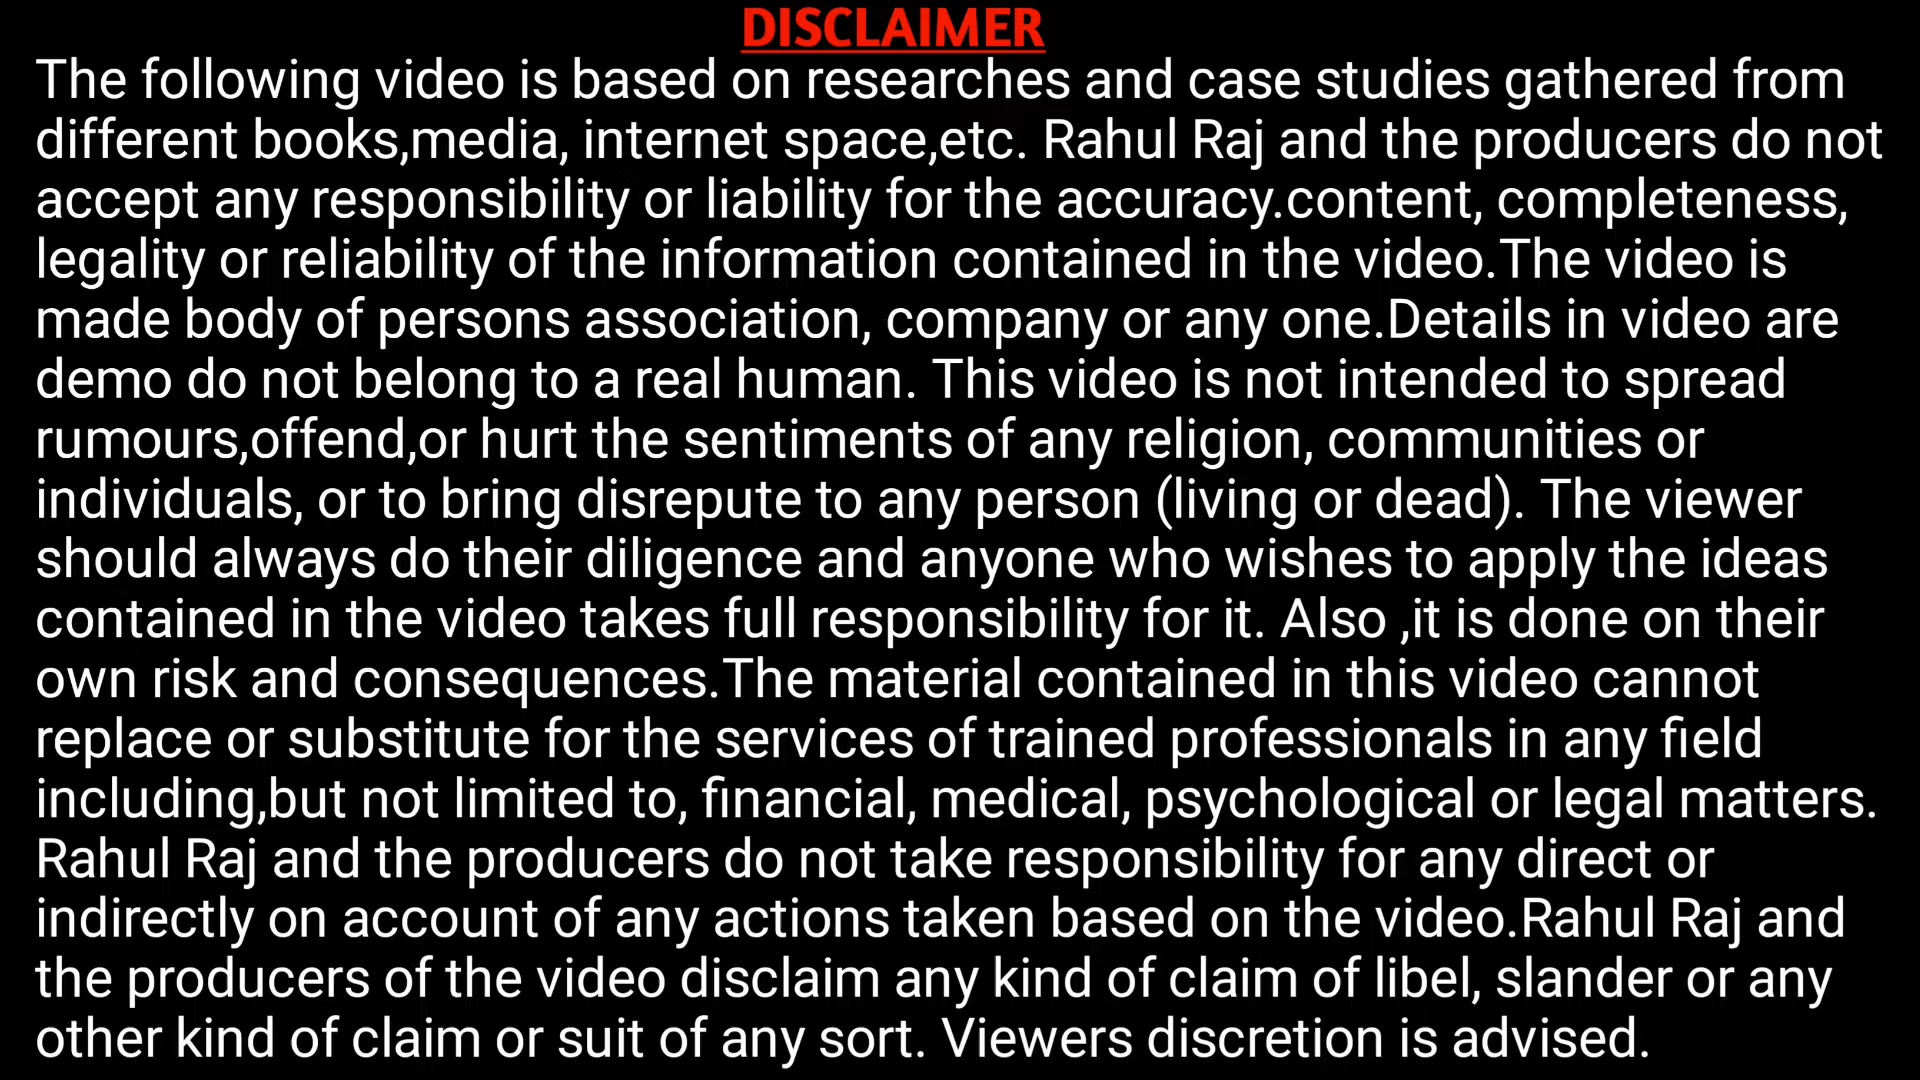 DISCLAIMER
The following video is based on researches and case studies gathered from
different books,media, internet space,etc. Rahul Raj and the producers do not
accept any responsibility or liability for the accuracy.content, completeness,
legality or reliability of the information contained in the video.The video is
made body of persons association, company or any one.Details in video are
demo do not belong to a real human. This video is not intended to spread
rumours,offend,or hurt the sentiments of any religion, communities or
individuals, or to bring disrepute to any person (living or dead). The viewer
should always do their diligence and anyone who wishes to apply the ideas
contained in the video takes full responsibility for it. Also ,it is done on their
own risk and consequences.The material contained in this video cannot
replace or substitute for the services of trained professionals in any field
including,but not limited to, financial, medical, psychological or legal matters.
Rahul Raj and the producers do not take responsibility for any direct or
indirectly on account of any actions taken based on the video.Rahul Raj and
the producers of the video disclaim any kind of claim of libel, slander or any
other kind of claim or suit of any sort. Viewers discretion is advised.